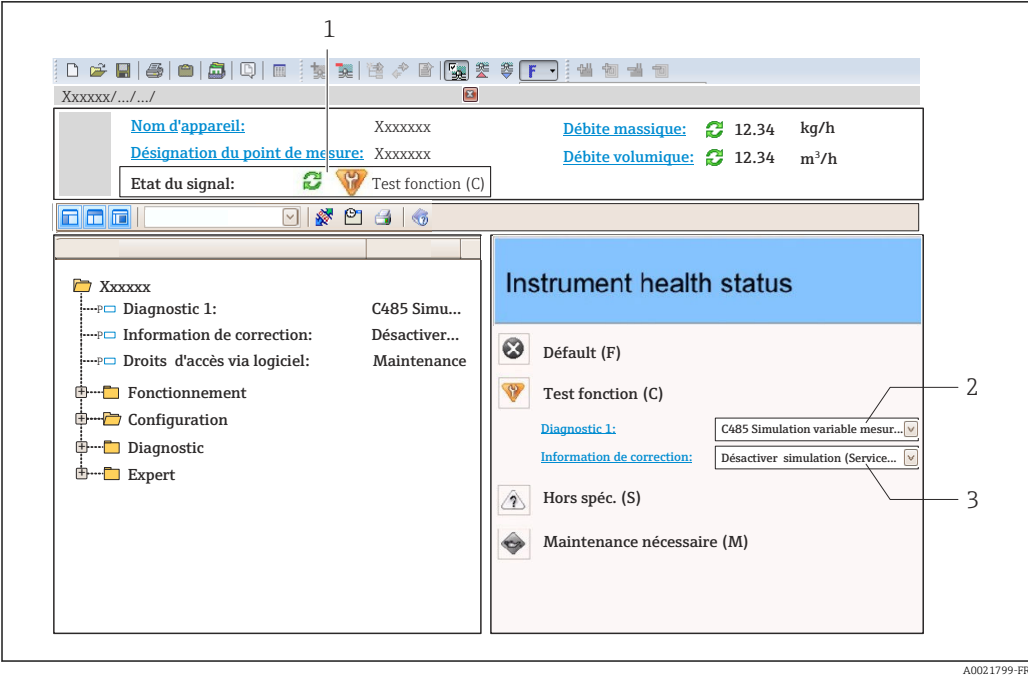 1
F
Xxxxxx/.../.../
Nom d'appareil: Xxxxxxx Débite massique: 12.34 kg/h
Désignation du point de mesure: Xxxxxxx Débite volumique: 12.34 m³/h
Etat du signal: Test fonction (C)
Xxxxxx
Diagnostic 1: C485 Simu...
Information de correction: Désactiver...
Droits d'accès via logiciel: Maintenance
Fonctionnement
Configuration
Diagnostic
Expert
Instrument health status
Défault (F)
Test fonction (C)
2
Diagnostic 1: C485 Simulation variable mesur...
Information de correction: Désactiver simulation (Service...
3
Hors spéc. (S)
Maintenance nécessaire (M)
A0021799-FR